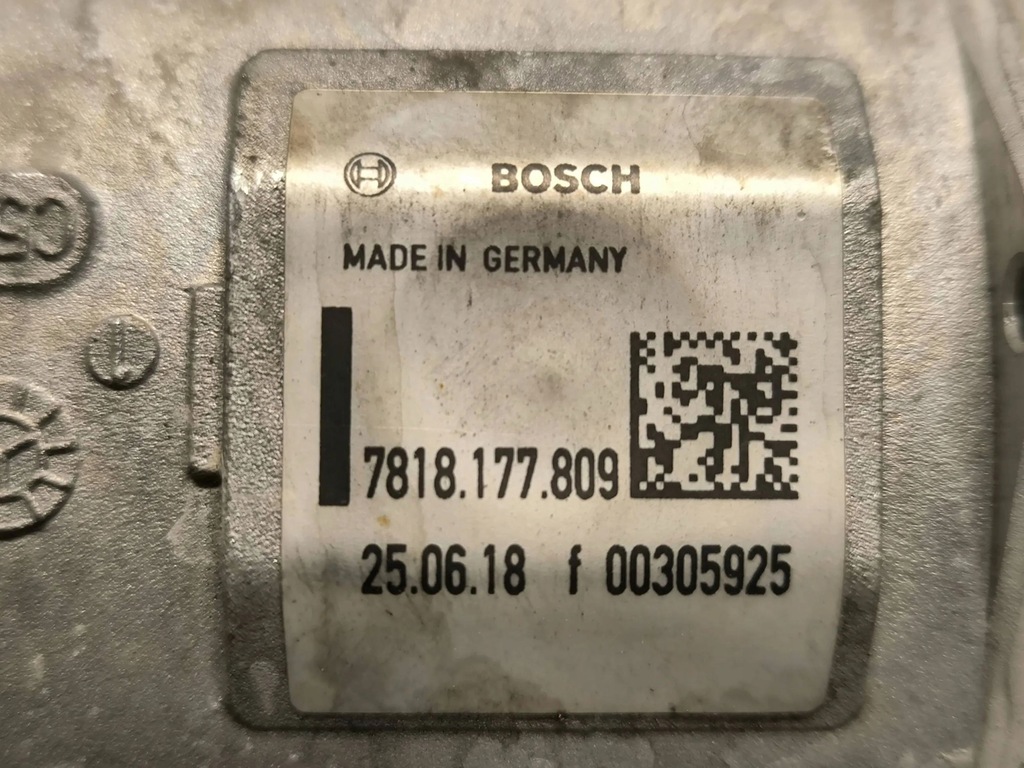 BOSCH
MADE IN GERMANY
7818.177.809
25.06.18 f 00305925